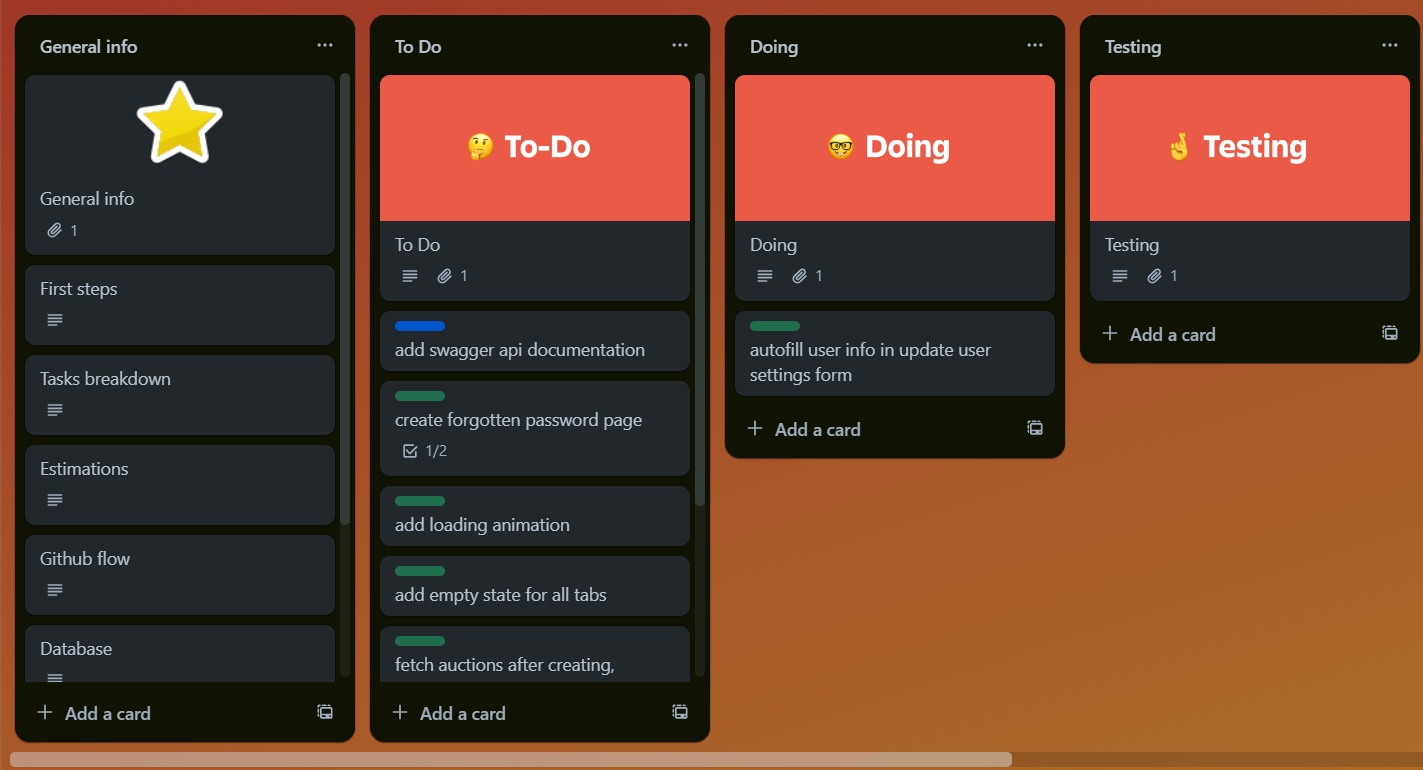 General info
General info
1
First steps
Tasks breakdown
Estimations
Github flow
Database
Add a card
To Do
To-Do
To Do
1
add swagger api documentation
create forgotten password page
1/2
add loading animation
add empty state for all tabs
fetch auctions after creating,
Add a card
Doing
Doing
Doing
1
autofill user info in update user
settings form
Add a card
Testing
Testing
Testing
1
Add a card